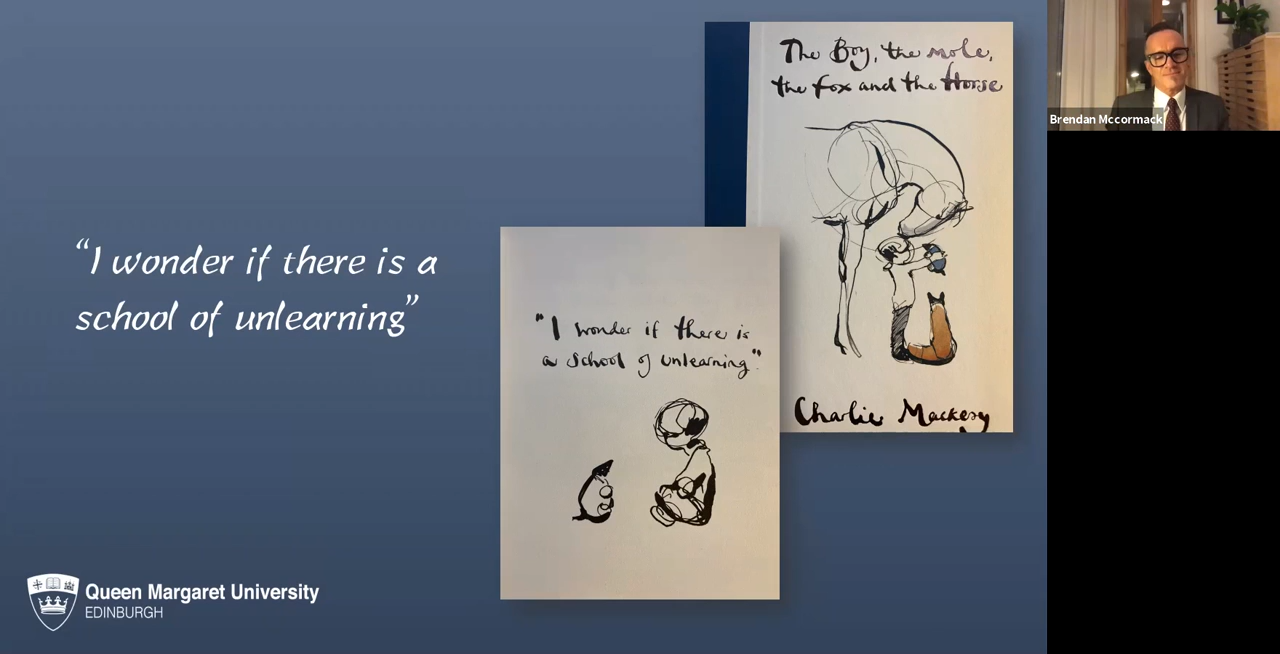 “I wonder if there is a
school of unlearning”
"I wonder if there is
a school of unlearning".
The Boy, the mole,
the fox and the Horse
Charlie Mackesy
Queen Margaret University
EDINBURGH
Brendan Mccormack